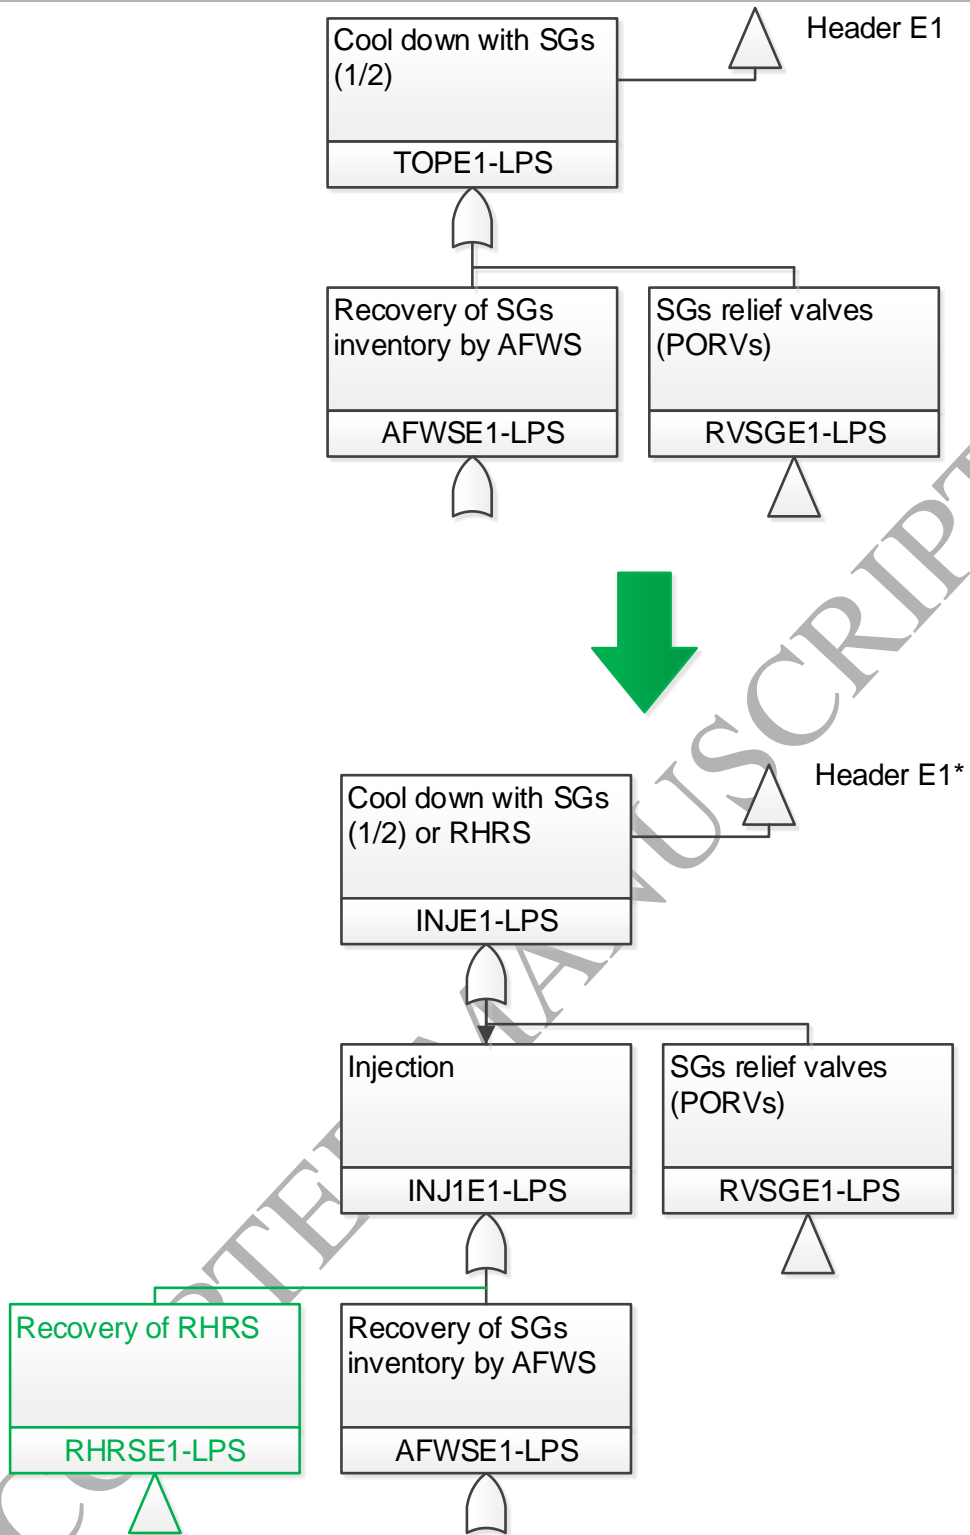 Header E1
Cool down with SGs
(1/2)
TOPE1-LPS
Recovery of SGs
inventory by AFWS
AFWSE1-LPS
SGs relief valves
(PORVs)
RVSGE1-LPS
Header E1*
Cool down with SGs
(1/2) or RHRS
INJE1-LPS
Injection
INJ1E1-LPS
SGs relief valves
(PORVs)
RVSGE1-LPS
Recovery of RHRS
RHRSE1-LPS
Recovery of SGs
inventory by AFWS
AFWSE1-LPS